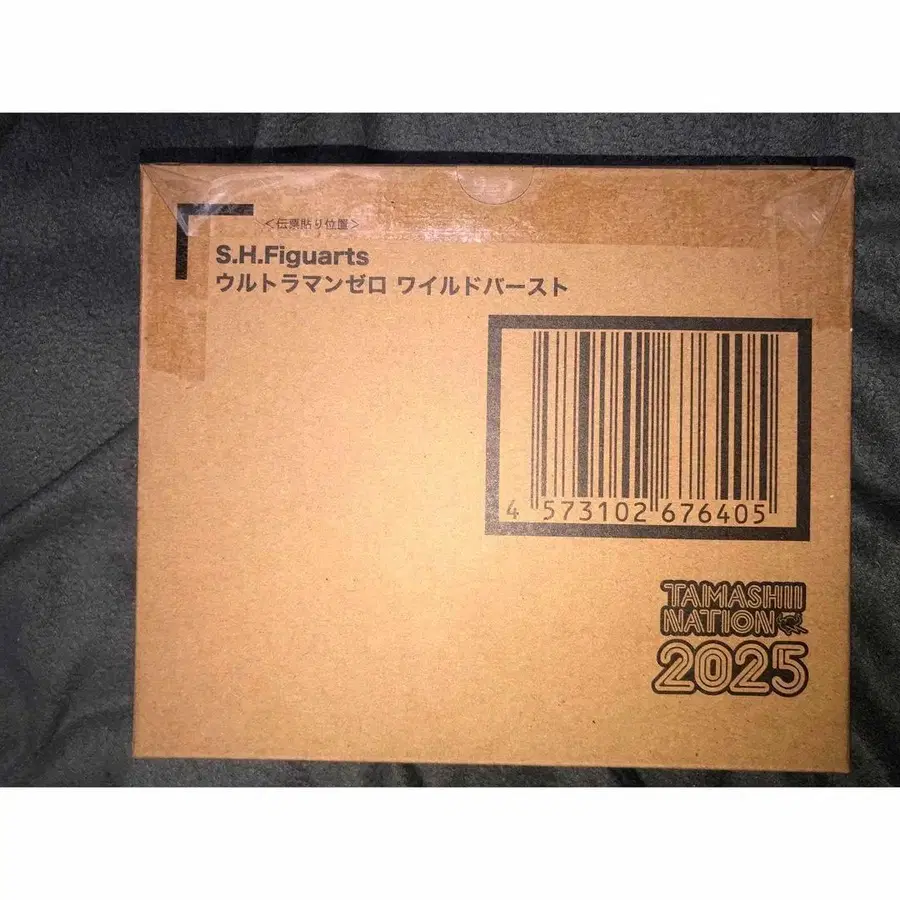 ＜伝票貼り位置＞
S.H.Figuarts
ウルトラマンゼロ ワイルドバースト
4 573102 676405
TAMASHII
NATION
2025